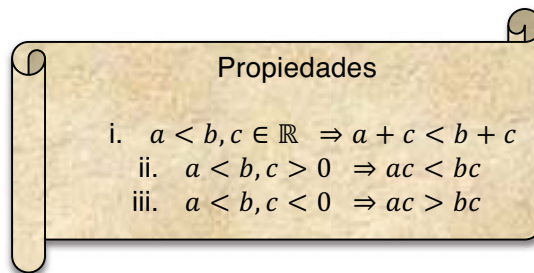 Propiedades
i. a < b, c ∈ ℝ ⇒ a + c < b + c
ii. a < b, c > 0 ⇒ ac < bc
iii. a < b, c < 0 ⇒ ac > bc